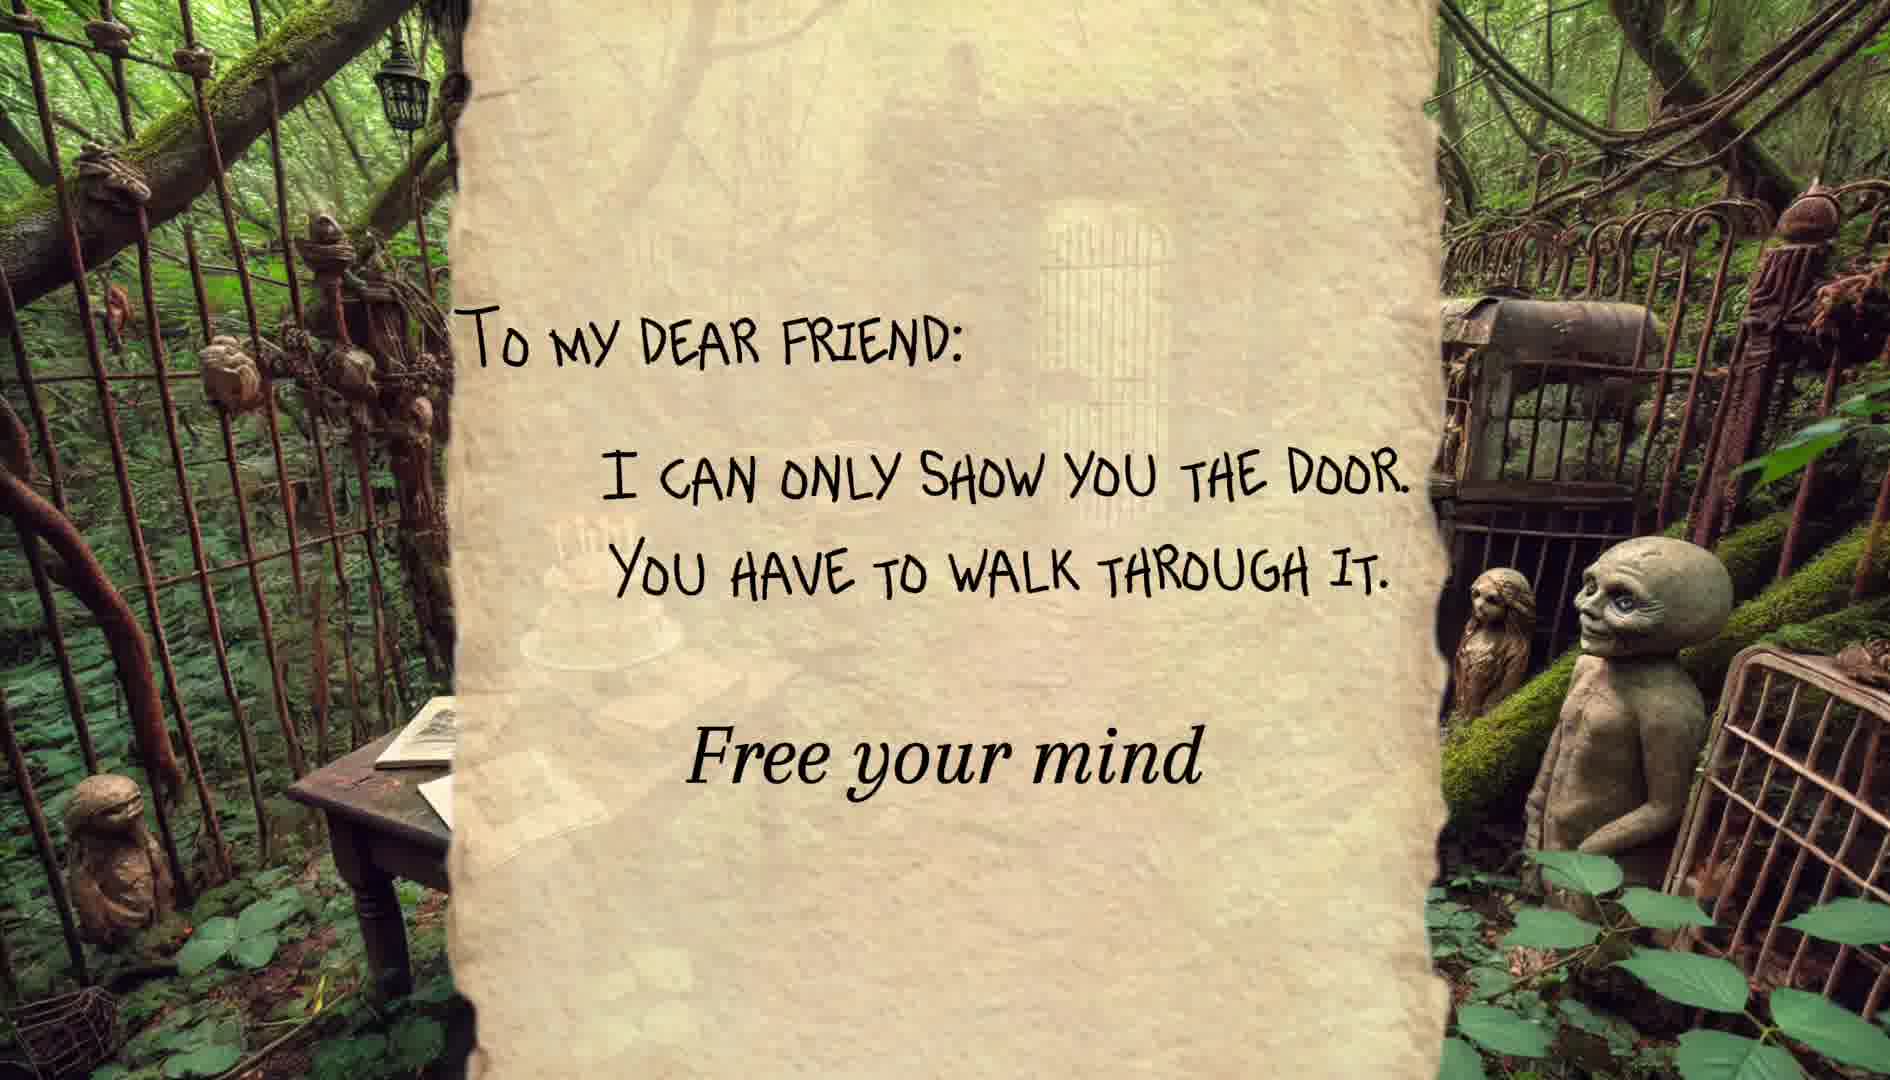 To my dear friend:
I can only show you the door.
You have to walk through it.
Free your mind